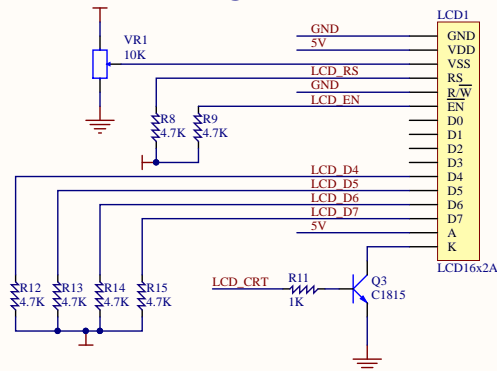 LCD1
GND
GND
5V
VDD
VR1
10K
VSS
LCD_RS
RS
GND
R/W
LCD_EN
EN
R8
4.7K
R9
4.7K
D0
D1
D2
D3
LCD_D4
D4
LCD_D5
D5
LCD_D6
D6
LCD_D7
D7
5V
A
K
LCD16x2A
R12
4.7K
R13
4.7K
R14
4.7K
R15
4.7K
LCD_CRT
R11
1K
Q3
C1815